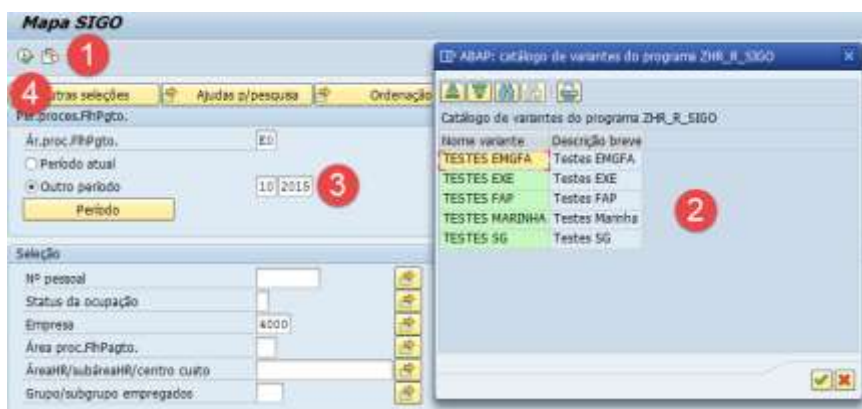 Mapa SIGO
1
4 utras seleções Ajudas p/pesquisa Ordenação
Per.proces.FlhPgto.
Ár.proc.FlhPgto. E0
Período atual
Outro período 10 2015 3
Período
Seleção
Nº pessoal
Status da ocupação
Empresa 4000
Área proc.FlhPagto.
ÁreaHR/subáreaHR/centro custo
Grupo/subgrupo empregados
ABAP: catálogo de variantes do programa ZHR_R_SIGO
Catálogo de variantes do programa ZHR_R_SIGO
Nome variante Descrição breve
TESTES EMGFA Testes EMGFA
TESTES EXE Testes EXE
TESTES FAP Testes FAP
TESTES MARINHA Testes Marinha
TESTES SG Testes SG
2